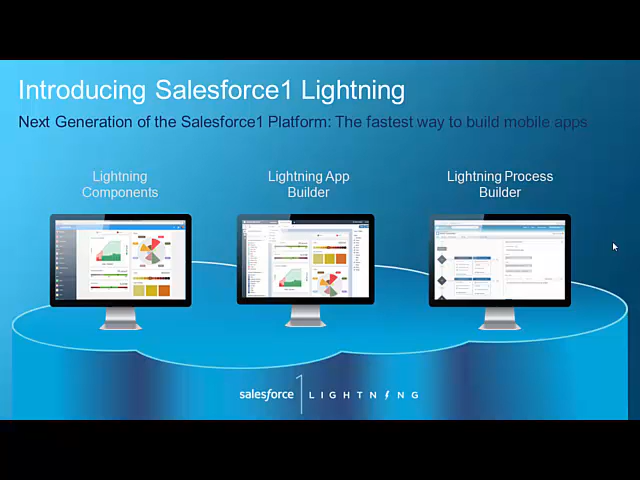 Introducing Salesforce1 Lightning
Next Generation of the Salesforce1 Platform: The fastest way to build mobile apps
Lightning
Components
Lightning App
Builder
Lightning Process
Builder
salesforce1 LIGHTNING